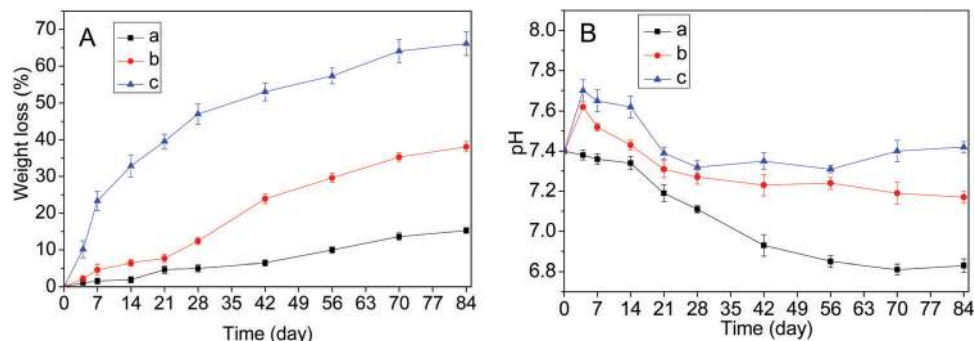 A
a
b
c
Weight loss (%)
70
60
50
40
30
20
10
0
0 7 14 21 28 35 42 49 56 63 70 77 84
Time (day)
B
a
b
c
pH
8.0
7.8
7.6
7.4
7.2
7.0
6.8
0 7 14 21 28 35 42 49 56 63 70 77 84
Time (day)